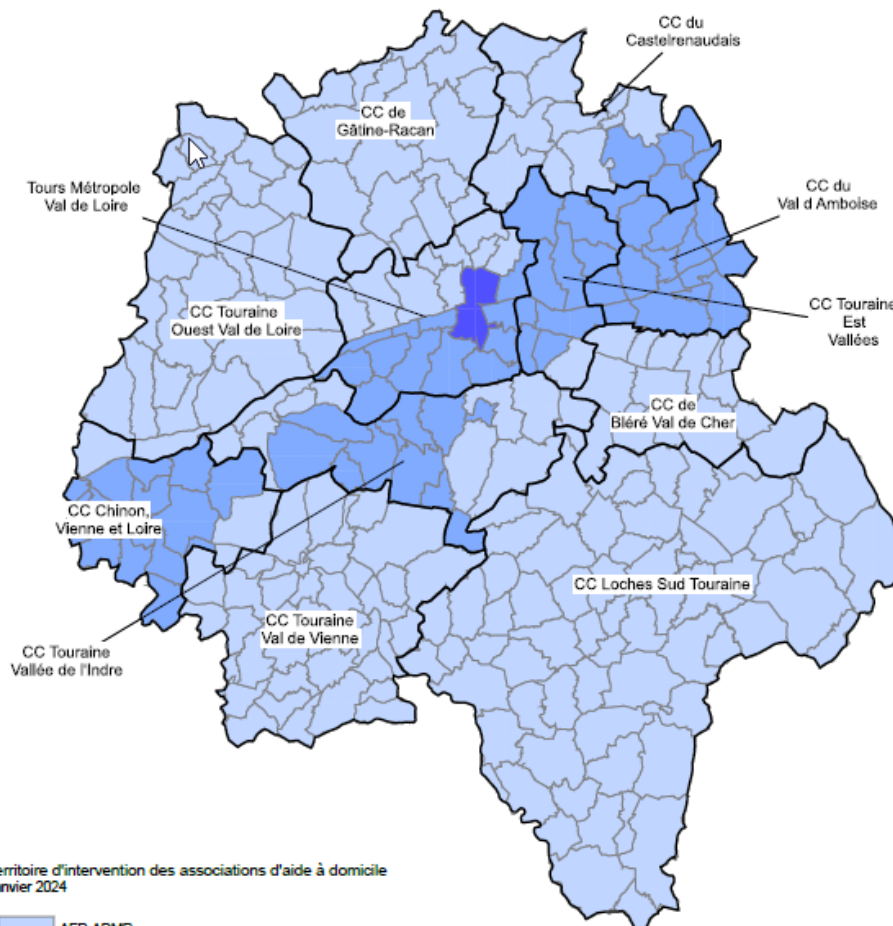 CC du
Castelrenaudais
CC de
Gâtine-Racan
Tours Métropole
Val de Loire
CC du
Val d Amboise
CC Touraine
Ouest Val de Loire
CC Touraine
Est
Vallées
CC de
Bléré Val de Cher
CC Chinon,
Vienne et Loire
CC Loches Sud Touraine
CC Touraine
Val de Vienne
CC Touraine
Vallée de l'Indre
erritoire d'intervention des associations d'aide à domicile
anvier 2024